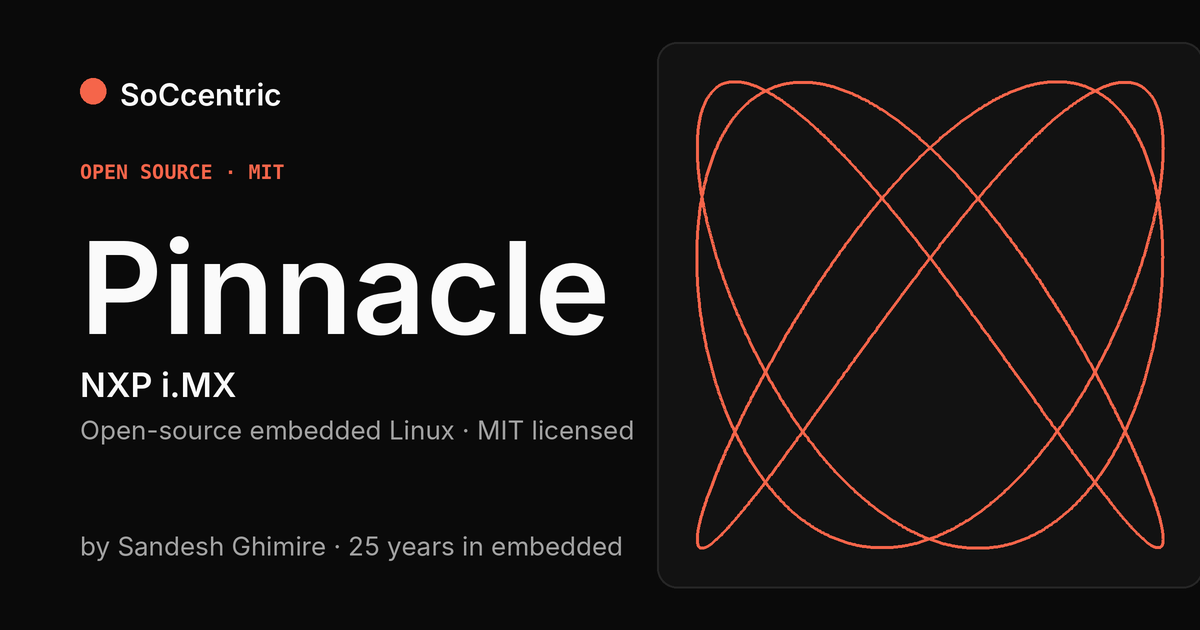 SoCcentric
OPEN SOURCE · MIT
Pinnacle
NXP i.MX
Open-source embedded Linux · MIT licensed
by Sandesh Ghimire · 25 years in embedded